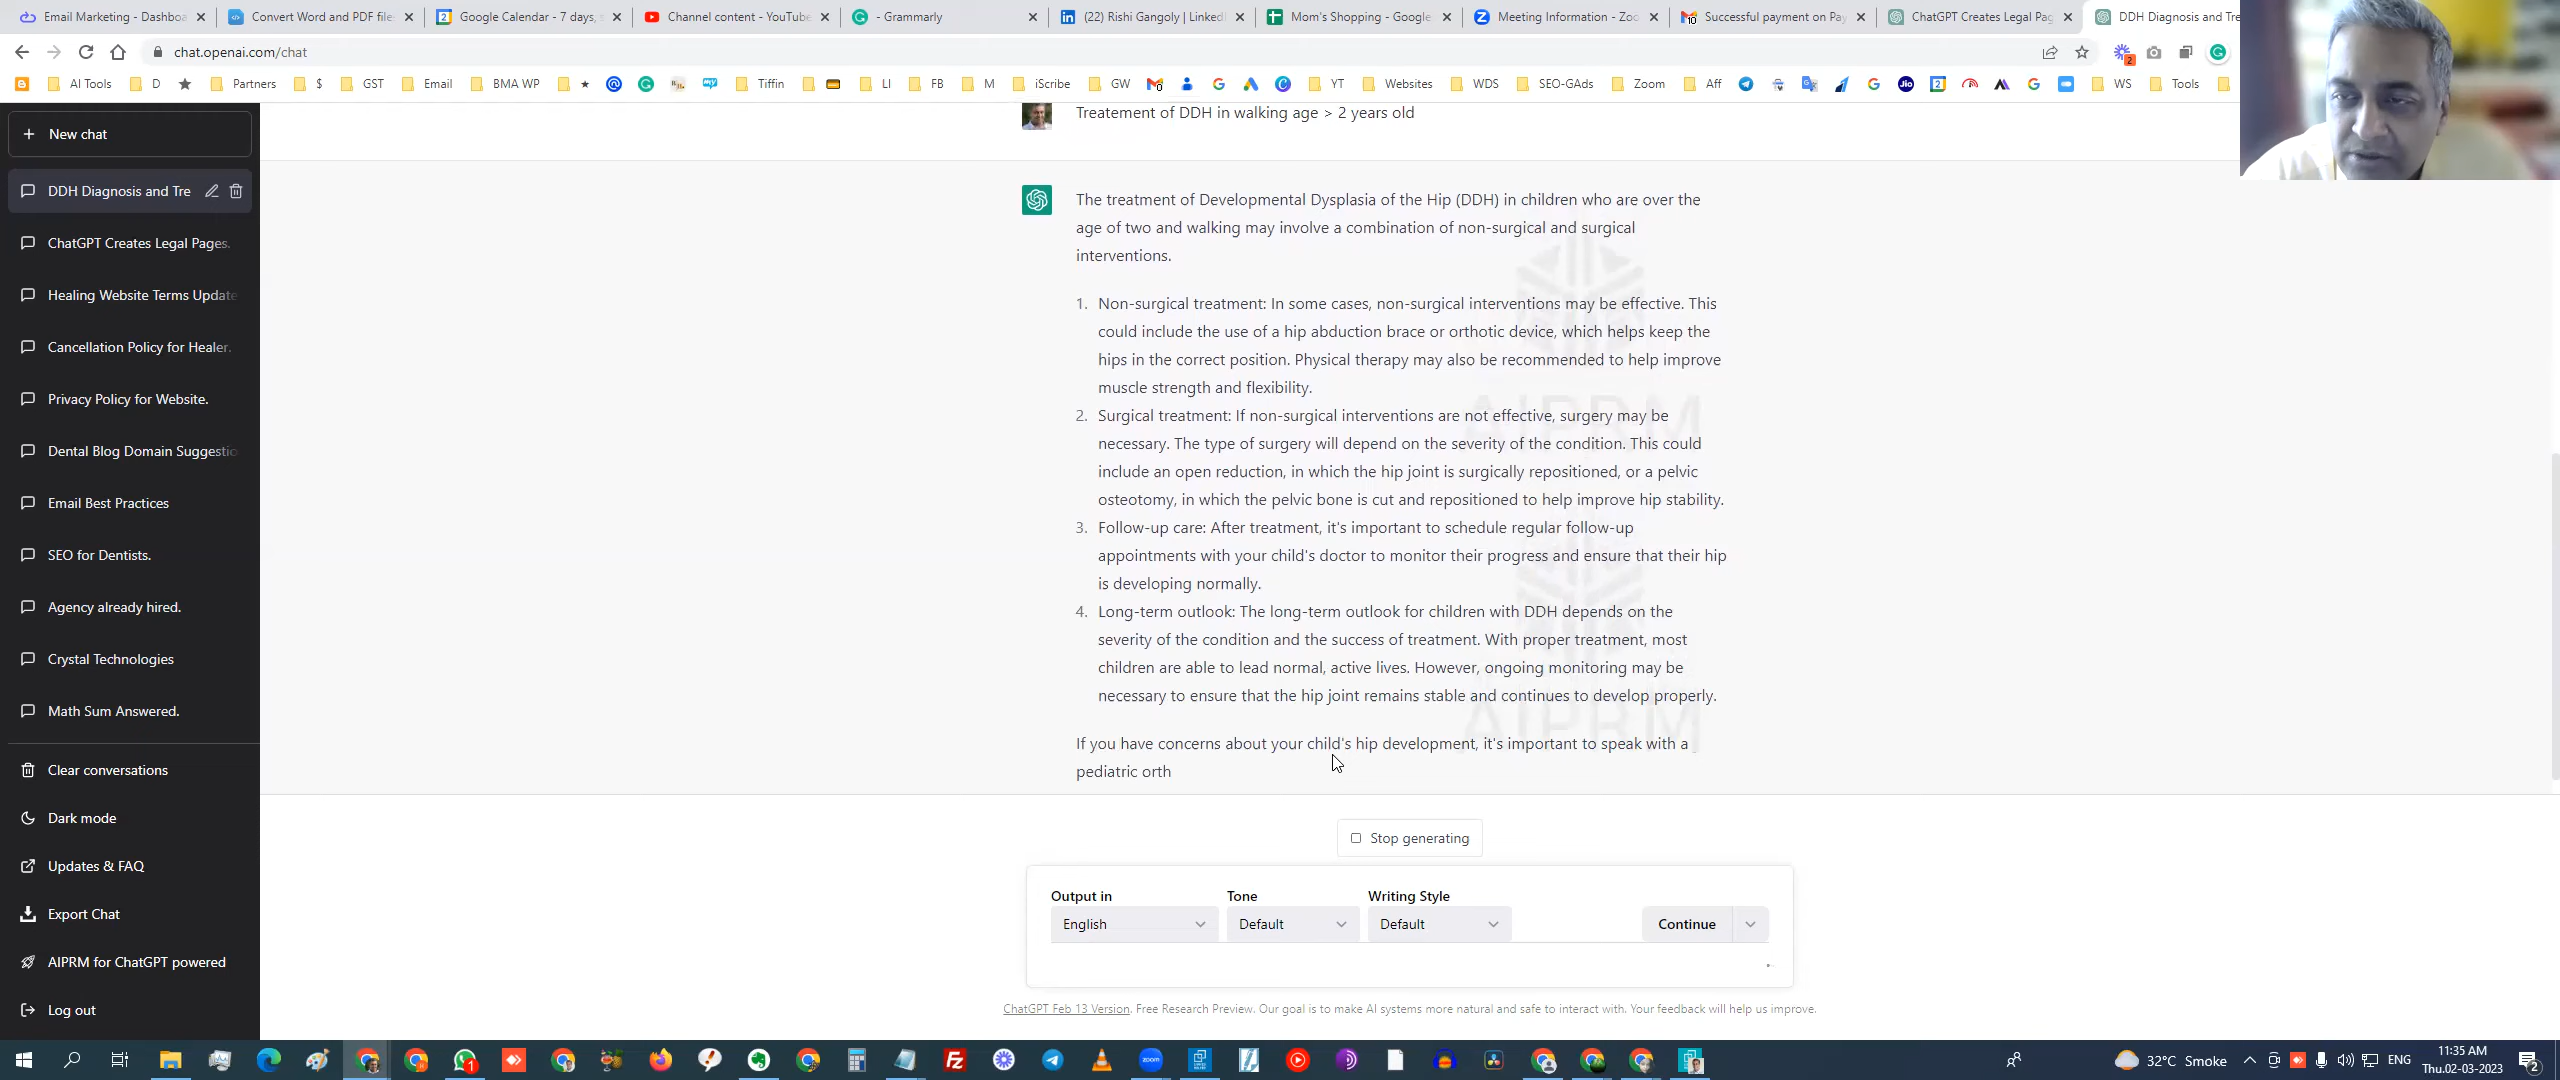 Email Marketing - Dashboa
Convert Word and PDF files
Google Calendar - 7 days, s
Channel content - YouTube
- Grammarly
(22) Rishi Gangoly | LinkedI
Mom's Shopping - Google
Meeting Information - Zoo
Successful payment on Pay
ChatGPT Creates Legal Pag
DDH Diagnosis and Tre
chat.openai.com/chat
AI Tools
D
Partners
$
GST
Email
BMA WP
Tiffin
LI
FB
M
iScribe
GW
YT
Websites
WDS
SEO-GAds
Zoom
Aff
WS
Tools
New chat
DDH Diagnosis and Tre
ChatGPT Creates Legal Pages.
Healing Website Terms Update
Cancellation Policy for Healer.
Privacy Policy for Website.
Dental Blog Domain Suggestio
Email Best Practices
SEO for Dentists.
Agency already hired.
Crystal Technologies
Math Sum Answered.
Clear conversations
Dark mode
Updates & FAQ
Export Chat
AIPRM for ChatGPT powered
Log out
Treatement of DDH in walking age > 2 years old
The treatment of Developmental Dysplasia of the Hip (DDH) in children who are over the
age of two and walking may involve a combination of non-surgical and surgical
interventions.
1. Non-surgical treatment: In some cases, non-surgical interventions may be effective. This
could include the use of a hip abduction brace or orthotic device, which helps keep the
hips in the correct position. Physical therapy may also be recommended to help improve
muscle strength and flexibility.
2. Surgical treatment: If non-surgical interventions are not effective, surgery may be
necessary. The type of surgery will depend on the severity of the condition. This could
include an open reduction, in which the hip joint is surgically repositioned, or a pelvic
osteotomy, in which the pelvic bone is cut and repositioned to help improve hip stability.
3. Follow-up care: After treatment, it's important to schedule regular follow-up
appointments with your child's doctor to monitor their progress and ensure that their hip
is developing normally.
4. Long-term outlook: The long-term outlook for children with DDH depends on the
severity of the condition and the success of treatment. With proper treatment, most
children are able to lead normal, active lives. However, ongoing monitoring may be
necessary to ensure that the hip joint remains stable and continues to develop properly.
If you have concerns about your child's hip development, it's important to speak with a
pediatric orth
AIPRM
AIPRM
Stop generating
Output in
Tone
Writing Style
English
Default
Default
Continue
ChatGPT Feb 13 Version. Free Research Preview. Our goal is to make AI systems more natural and safe to interact with. Your feedback will help us improve.
32°C Smoke
ENG
11:35 AM
Thu.02-03-2023